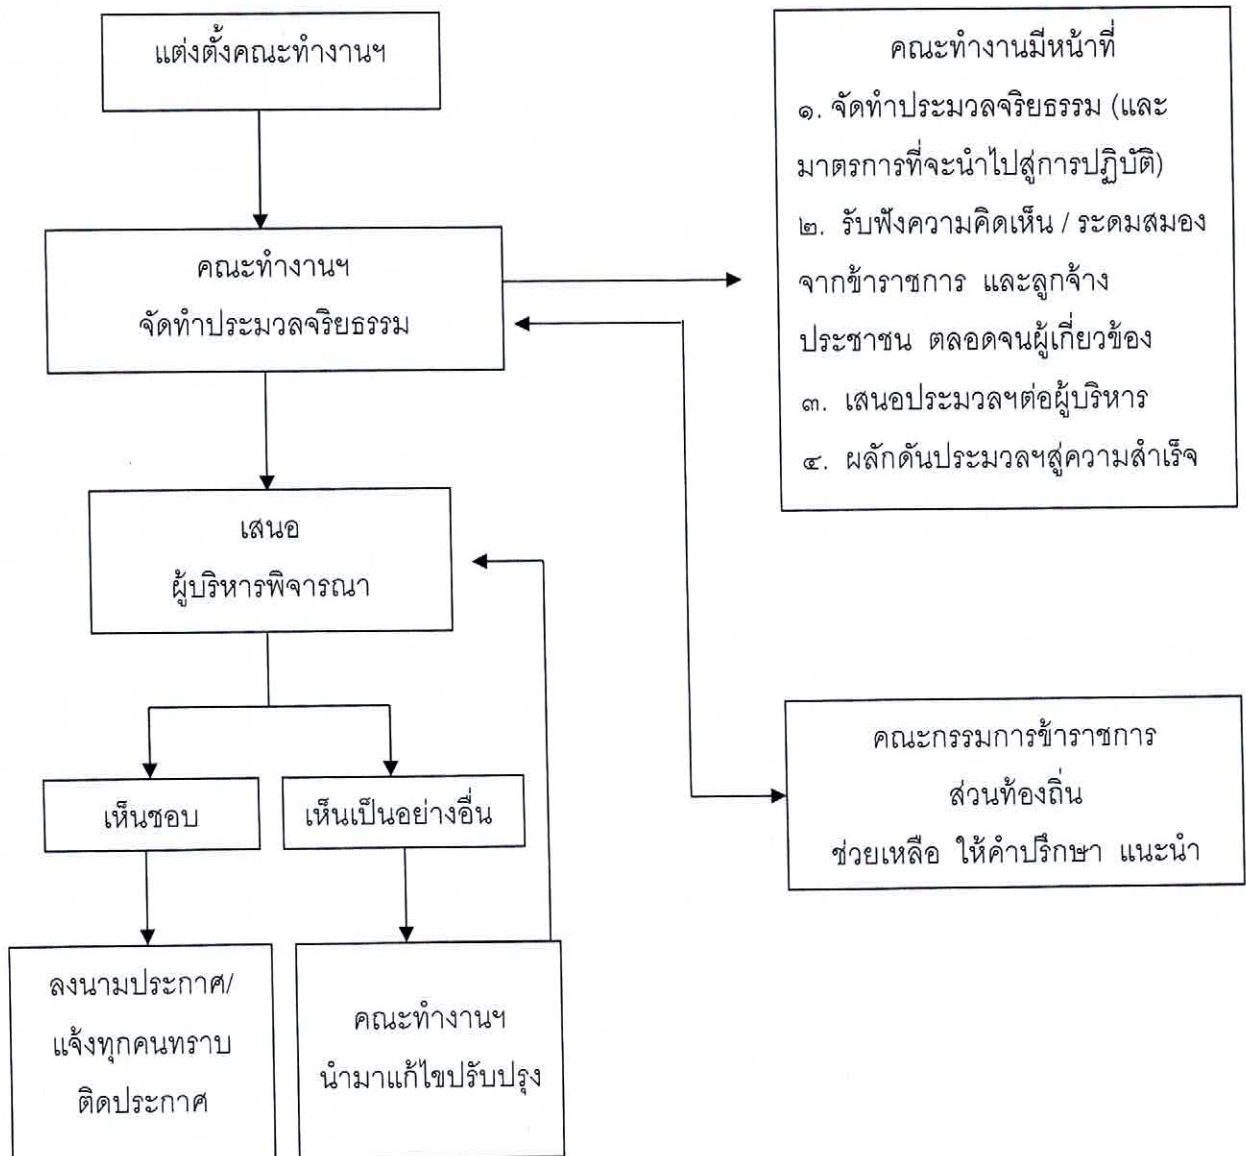 แต่งตั้งคณะทำงานฯ
คณะทำงานมีหน้าที่
๑. จัดทำประมวลจริยธรรม (และ
มาตรการที่จะนำไปสู่การปฏิบัติ)
๒. รับฟังความคิดเห็น / ระดมสมอง
จากข้าราชการ และลูกจ้าง
ประชาชน ตลอดจนผู้เกี่ยวข้อง
๓. เสนอประมวลฯต่อผู้บริหาร
๔. ผลักดันประมวลฯสู่ความสำเร็จ
คณะทำงานฯ
จัดทำประมวลจริยธรรม
เสนอ
ผู้บริหารพิจารณา
คณะกรรมการข้าราชการ
ส่วนท้องถิ่น
ช่วยเหลือ ให้คำปรึกษา แนะนำ
เห็นชอบ
เห็นเป็นอย่างอื่น
ลงนามประกาศ/
แจ้งทุกคนทราบ
ติดประกาศ
คณะทำงานฯ
นำมาแก้ไขปรับปรุง